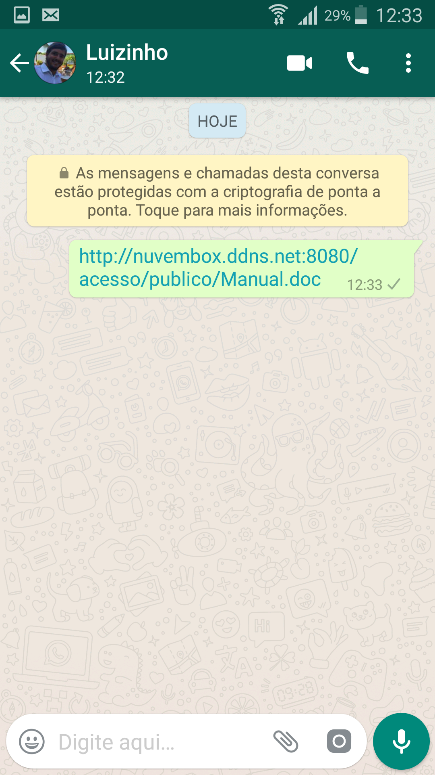 29% 12:33
Luizinho
12:32
HOJE
As mensagens e chamadas desta conversa
estão protegidas com a criptografia de ponta a
ponta. Toque para mais informações.
http://nuvembox.ddns.net:8080/
acesso/publico/Manual.doc
12:33
Digite aqui...